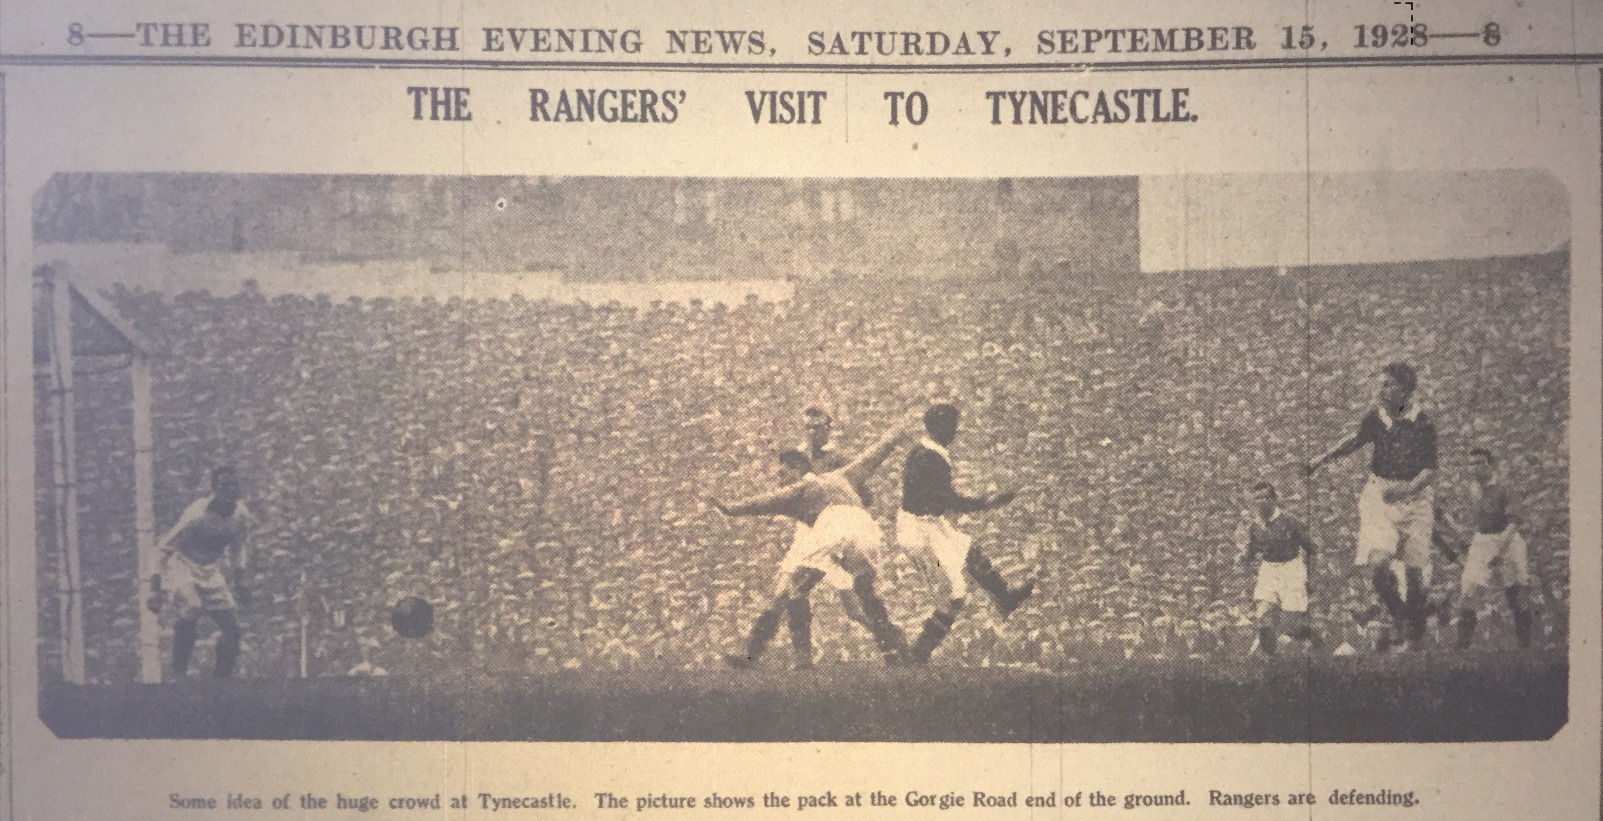 8—THE EDINBURGH EVENING NEWS, SATURDAY, SEPTEMBER 15, 1928—8
THE RANGERS' VISIT TO TYNECASTLE.
Some idea of the huge crowd at Tynecastle. The picture shows the pack at the Gorgie Road end of the ground. Rangers are defending.